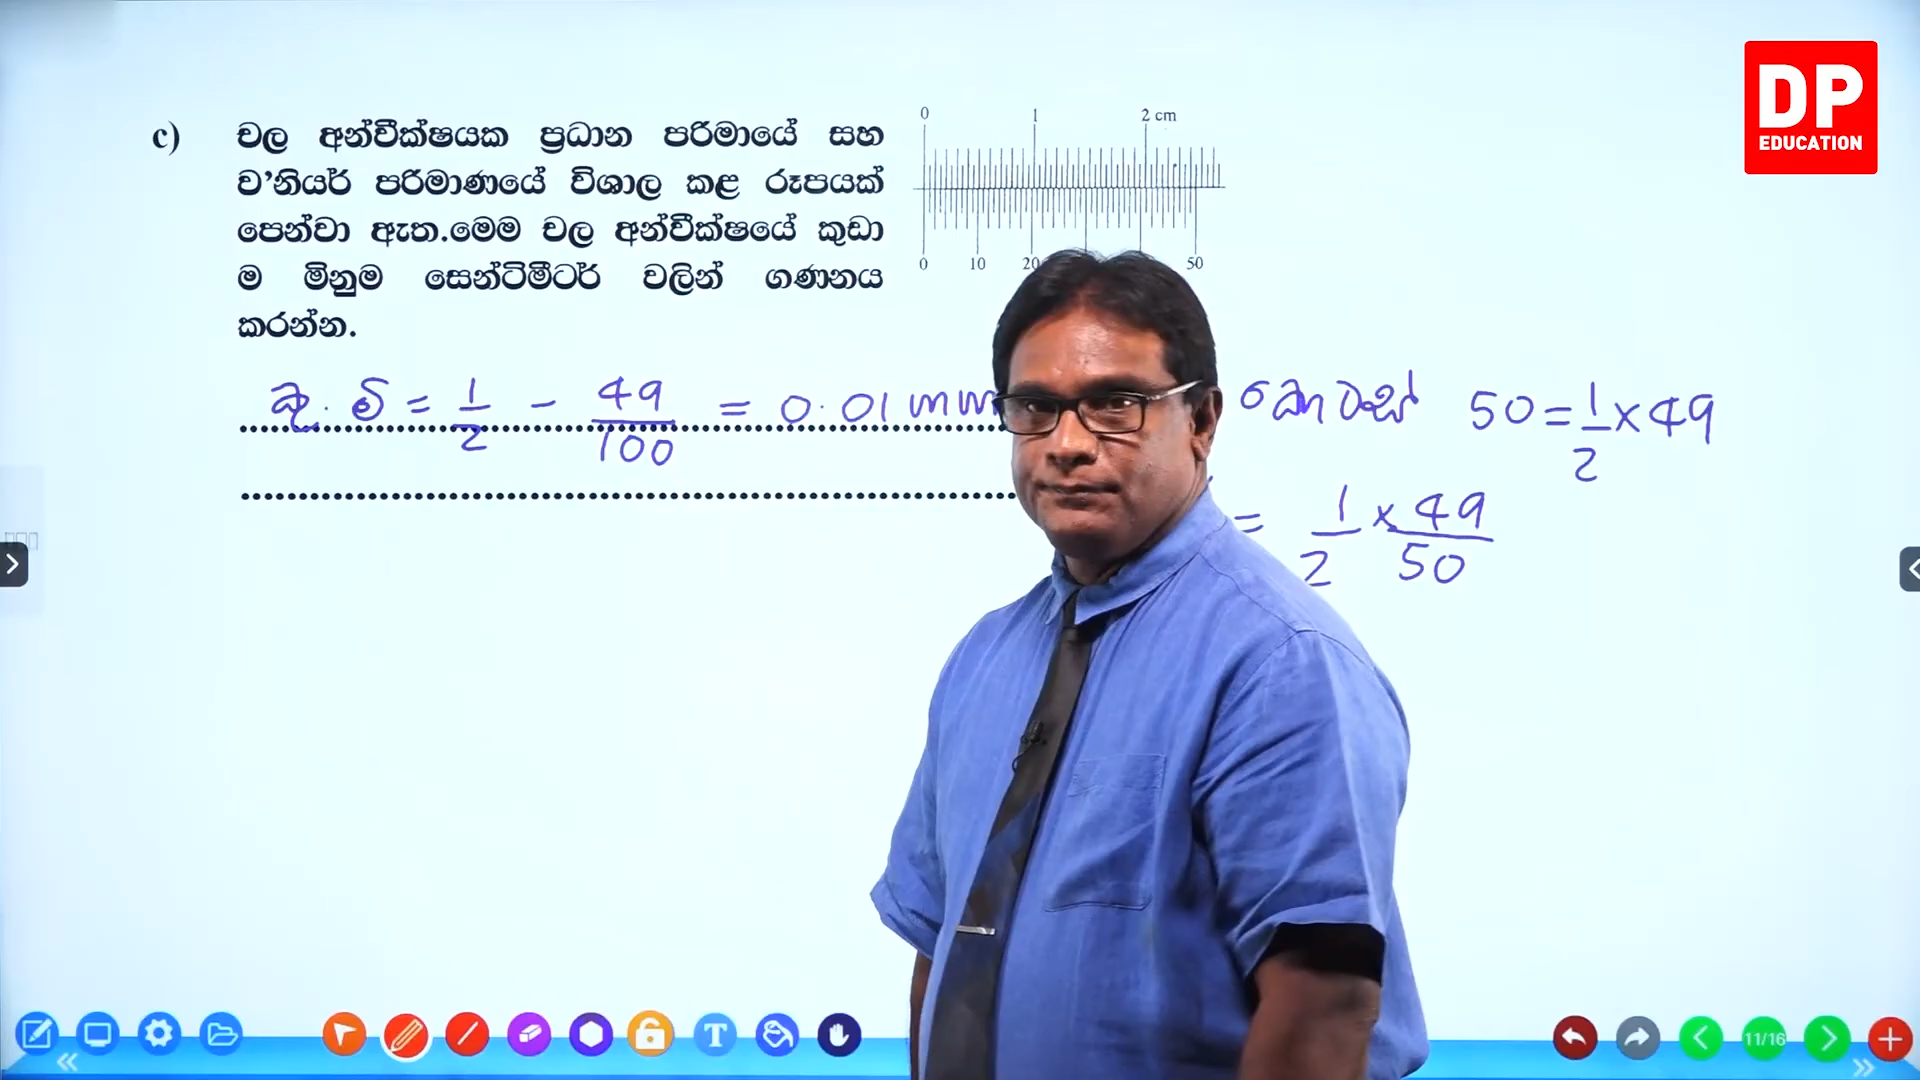 DP
EDUCATION
c) චල අන්වීක්ෂයක ප්‍රධාන පරිමායේ සහ
ව'නියර් පරිමාණයේ විශාල කළ රූපයක්
පෙන්වා ඇත.මෙම චල අන්වීක්ෂයේ කුඩා
ම මිනුම සෙන්ටිමීටර් වලින් ගණනය
කරන්න.
0 1 2 cm
0 10 20 50
කු. මි = 1/2 - 49/100 = 0.01 mm
කොටස් 50 = 1/2 × 49
= 1/2 × 49/50
T
11/16